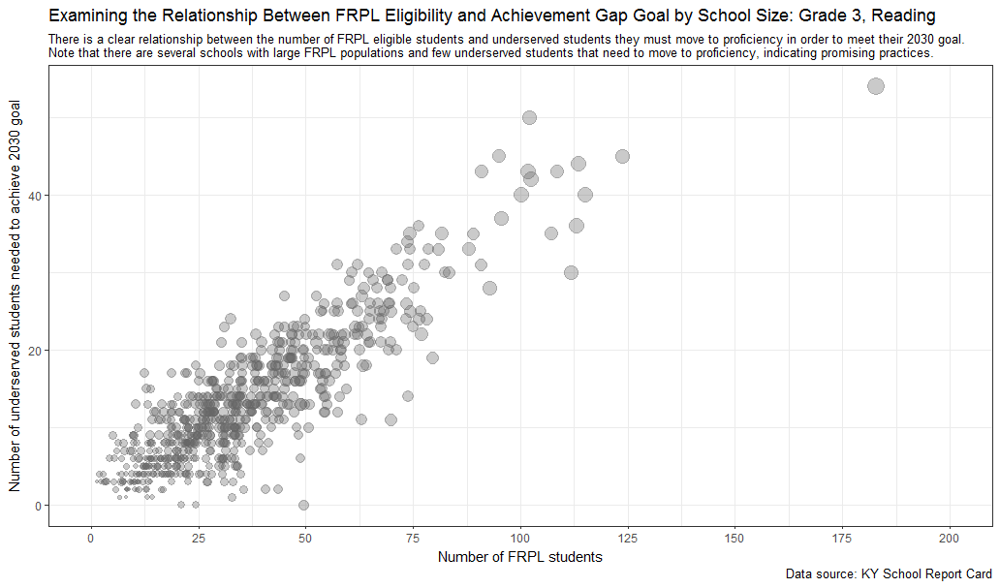 Examining the Relationship Between FRPL Eligibility and Achievement Gap Goal by School Size: Grade 3, Reading
There is a clear relationship between the number of FRPL eligible students and underserved students they must move to proficiency in order to meet their 2030 goal.
Note that there are several schools with large FRPL populations and few underserved students that need to move to proficiency, indicating promising practices.
Number of underserved students needed to achieve 2030 goal
40
20
0
0 25 50 75 100 125 150 175 200
Number of FRPL students
Data source: KY School Report Card